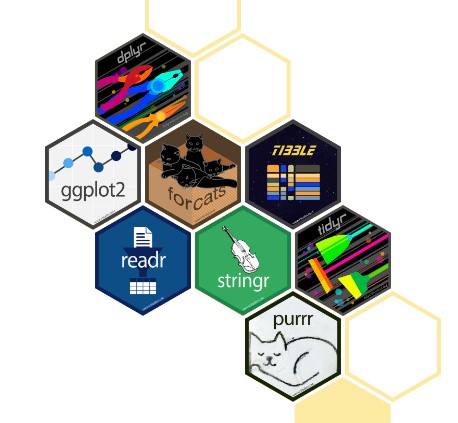 dplyr
ggplot2
forcats
TIBBLE
readr
stringr
tidyr
purrr